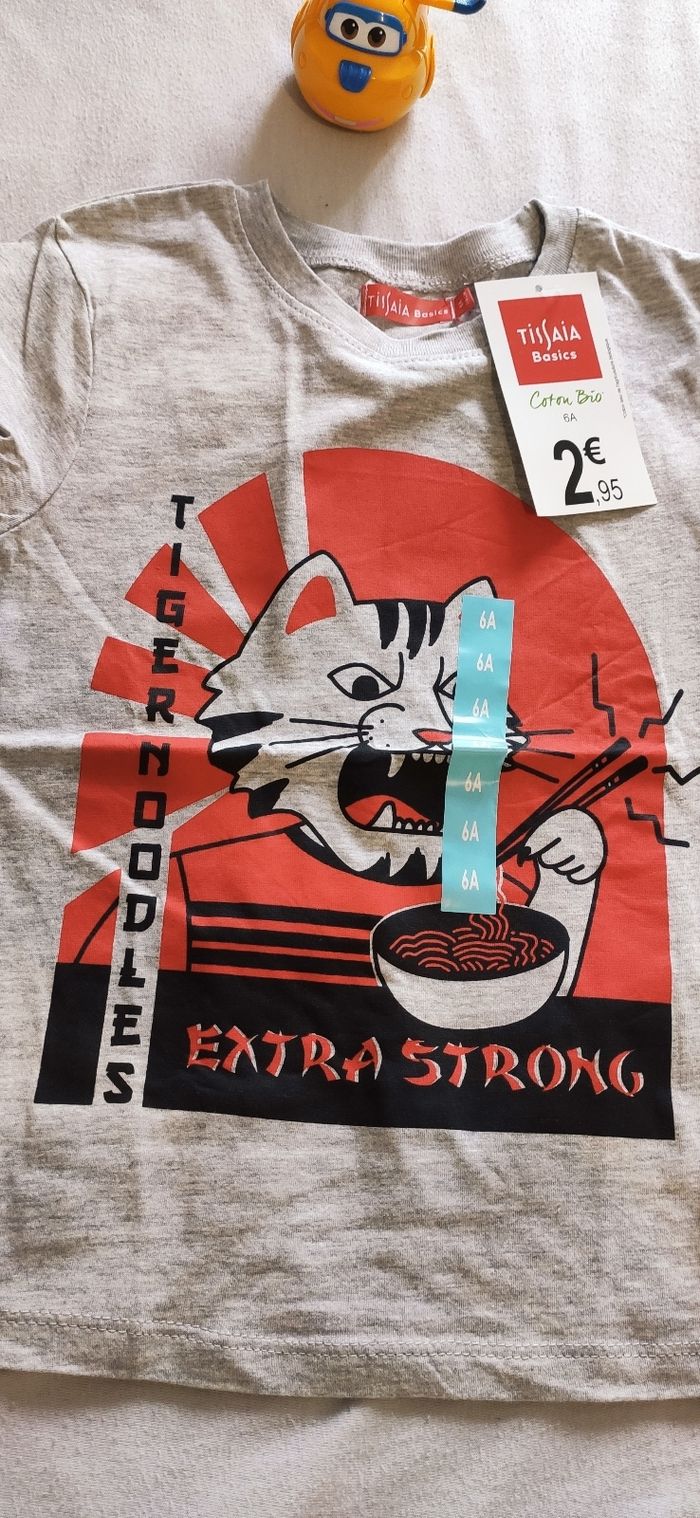 TISSAIA Basics
TISSAIA
Basics
Coton Bio
6A
2€,95
TIGER NOODLES
6A
6A
6A
6A
6A
6A
EXTRA STRONG